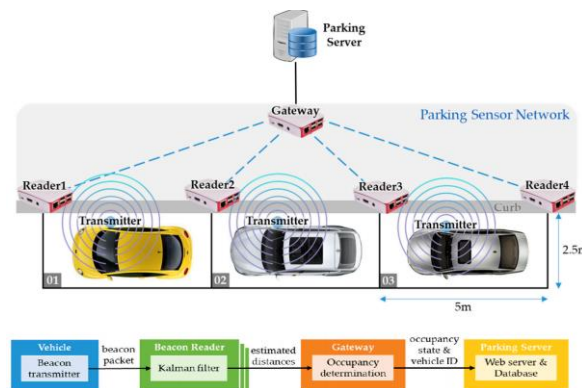 Parking
Server
Gateway
Parking Sensor Network
Reader1
Reader2
Reader3
Reader4
Curb
Transmitter
Transmitter
Transmitter
01
02
03
2.5m
5m
Vehicle
Beacon
transmitter
beacon
packet
Beacon Reader
Kalman filter
estimated
distances
Gateway
Occupancy
determination
occupancy
state &
vehicle ID
Parking Server
Web server &
Database